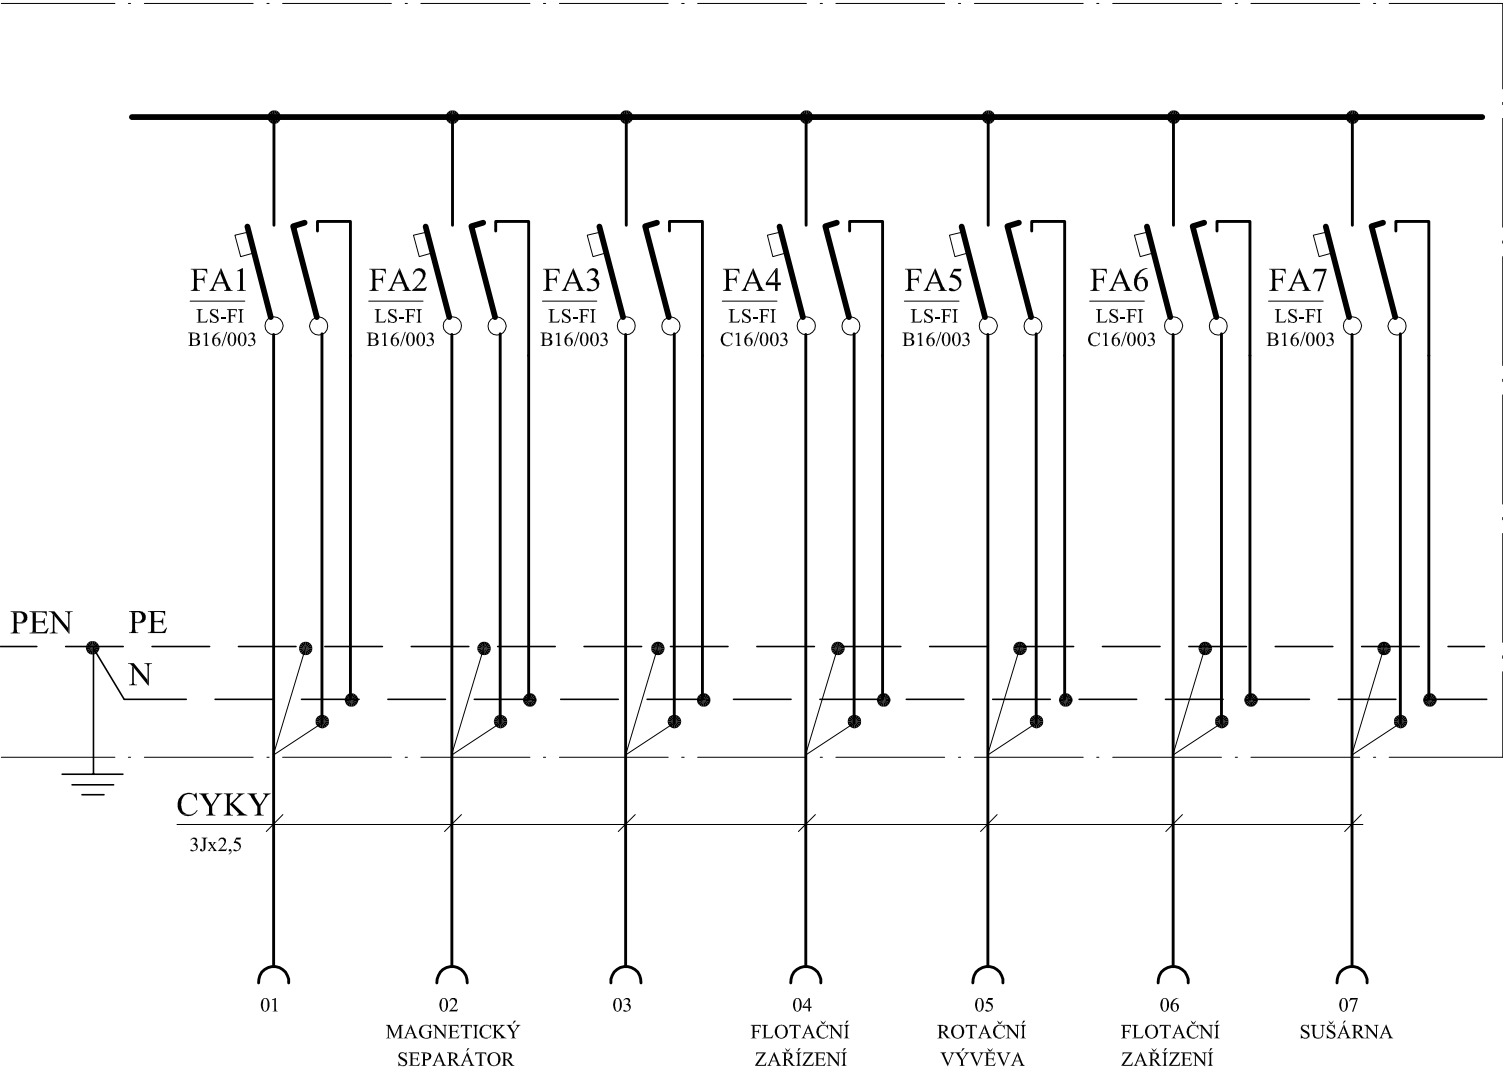 FA1 FA2 FA3 FA4 FA5 FA6 FA7
LS-FI LS-FI LS-FI LS-FI LS-FI LS-FI LS-FI
B16/003 B16/003 B16/003 C16/003 B16/003 C16/003 B16/003
PEN PE
N
CYKY
3Jx2,5
01 02 03 04 05 06 07
MAGNETICKÝ FLOTAČNÍ ROTAČNÍ FLOTAČNÍ SUŠÁRNA
SEPARÁTOR ZAŘÍZENÍ VÝVĚVA ZAŘÍZENÍ